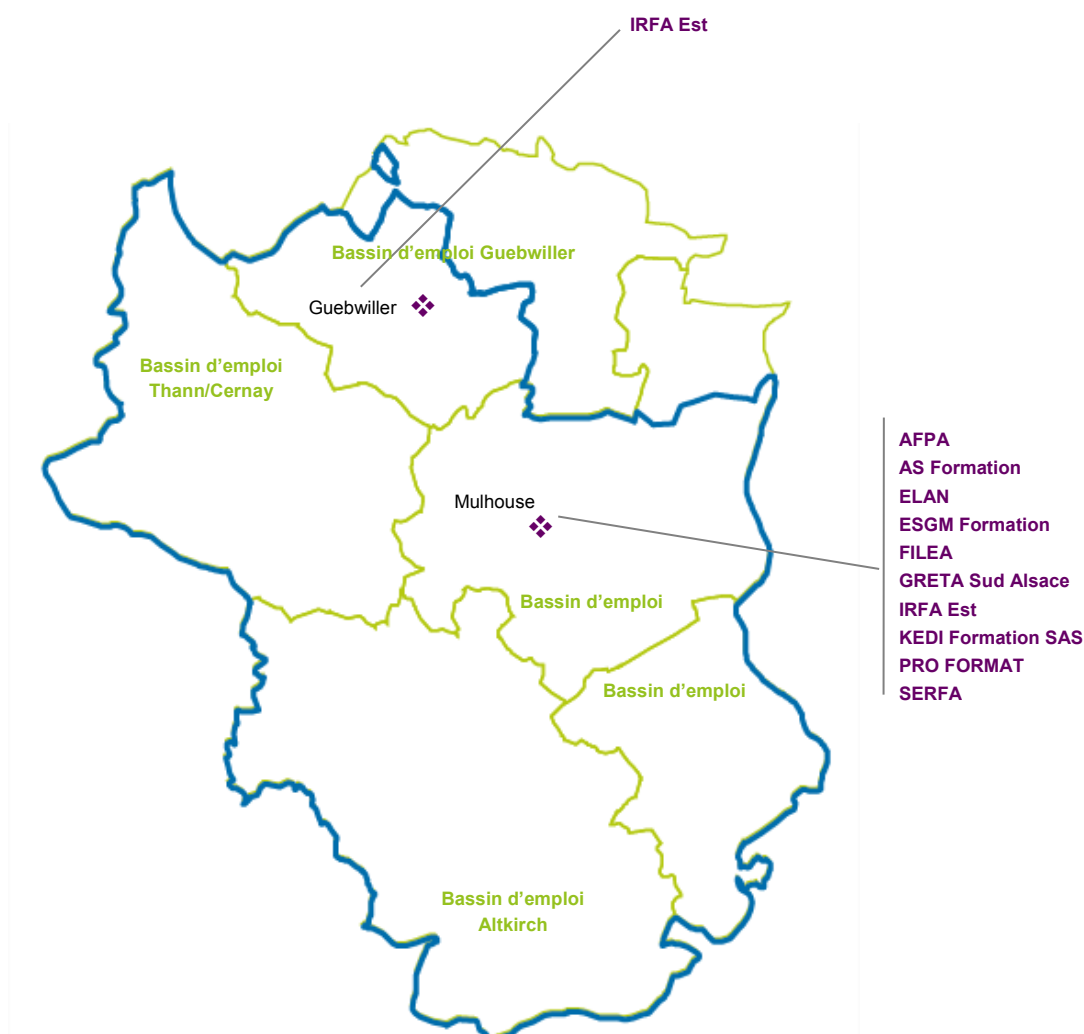 IRFA Est
Bassin d'emploi Guebwiller
Guebwiller
Bassin d'emploi
Thann/Cernay
Mulhouse
AFPA
AS Formation
ELAN
ESGM Formation
FILEA
GRETA Sud Alsace
IRFA Est
KEDI Formation SAS
PRO FORMAT
SERFA
Bassin d'emploi
Bassin d'emploi
Bassin d'emploi
Altkirch